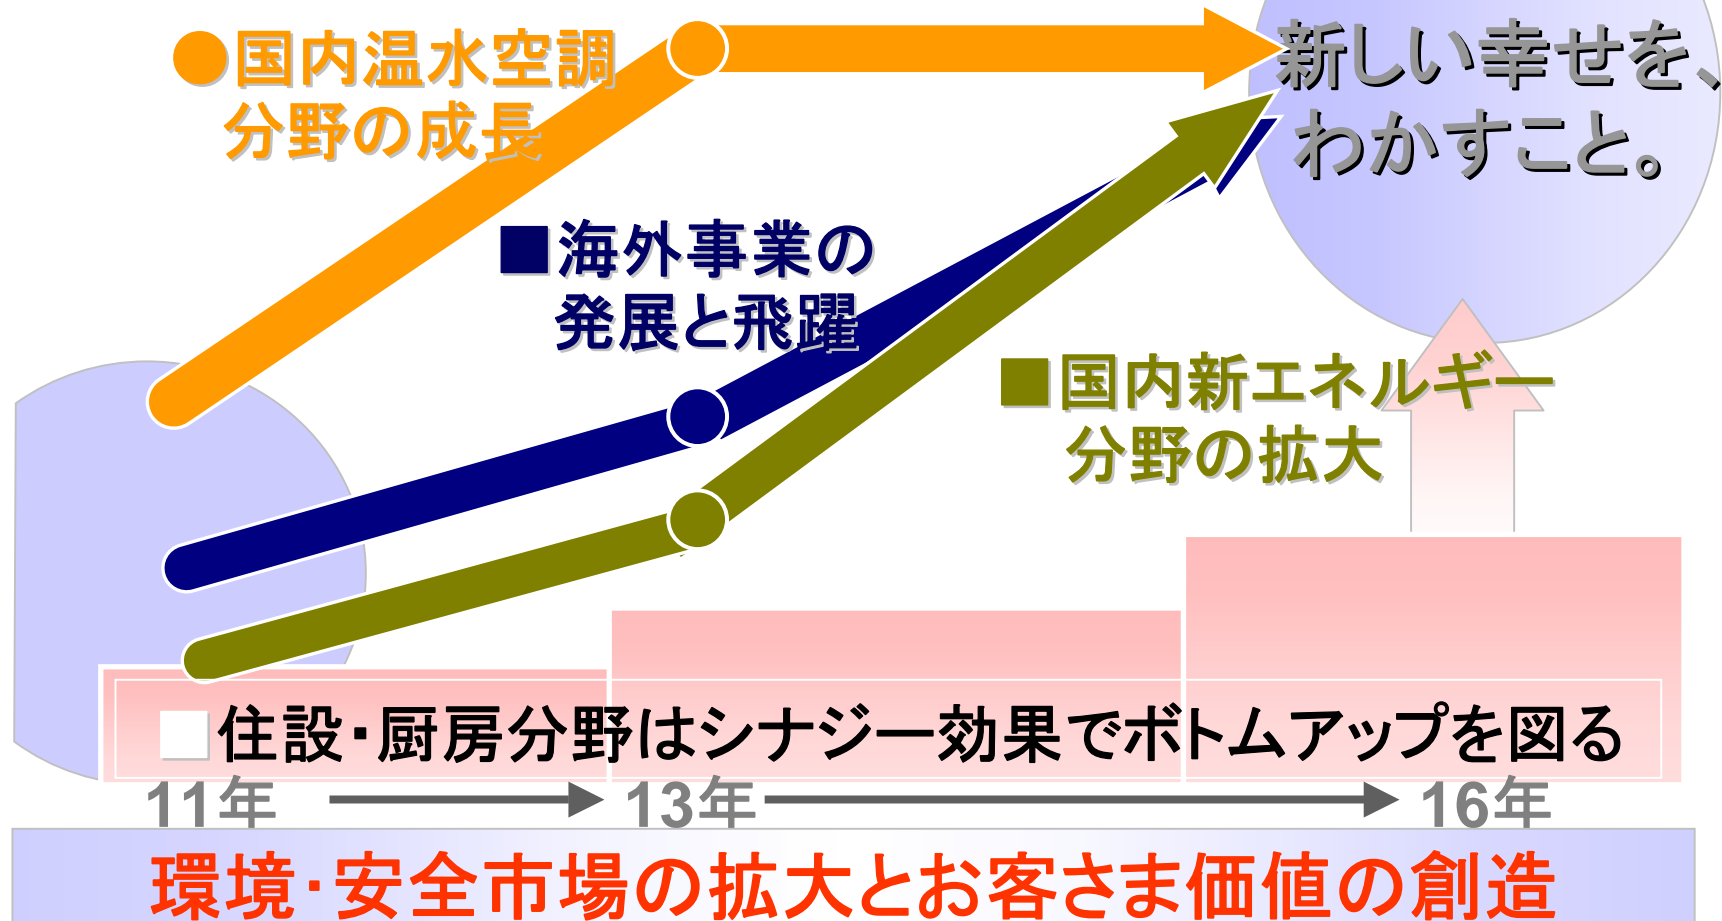 ●国内温水空調
分野の成長
新しい幸せを、
わかすこと。
■海外事業の
発展と飛躍
■国内新エネルギー
分野の拡大
■住設・厨房分野はシナジー効果でボトムアップを図る
11年 13年 16年
環境・安全市場の拡大とお客さま価値の創造